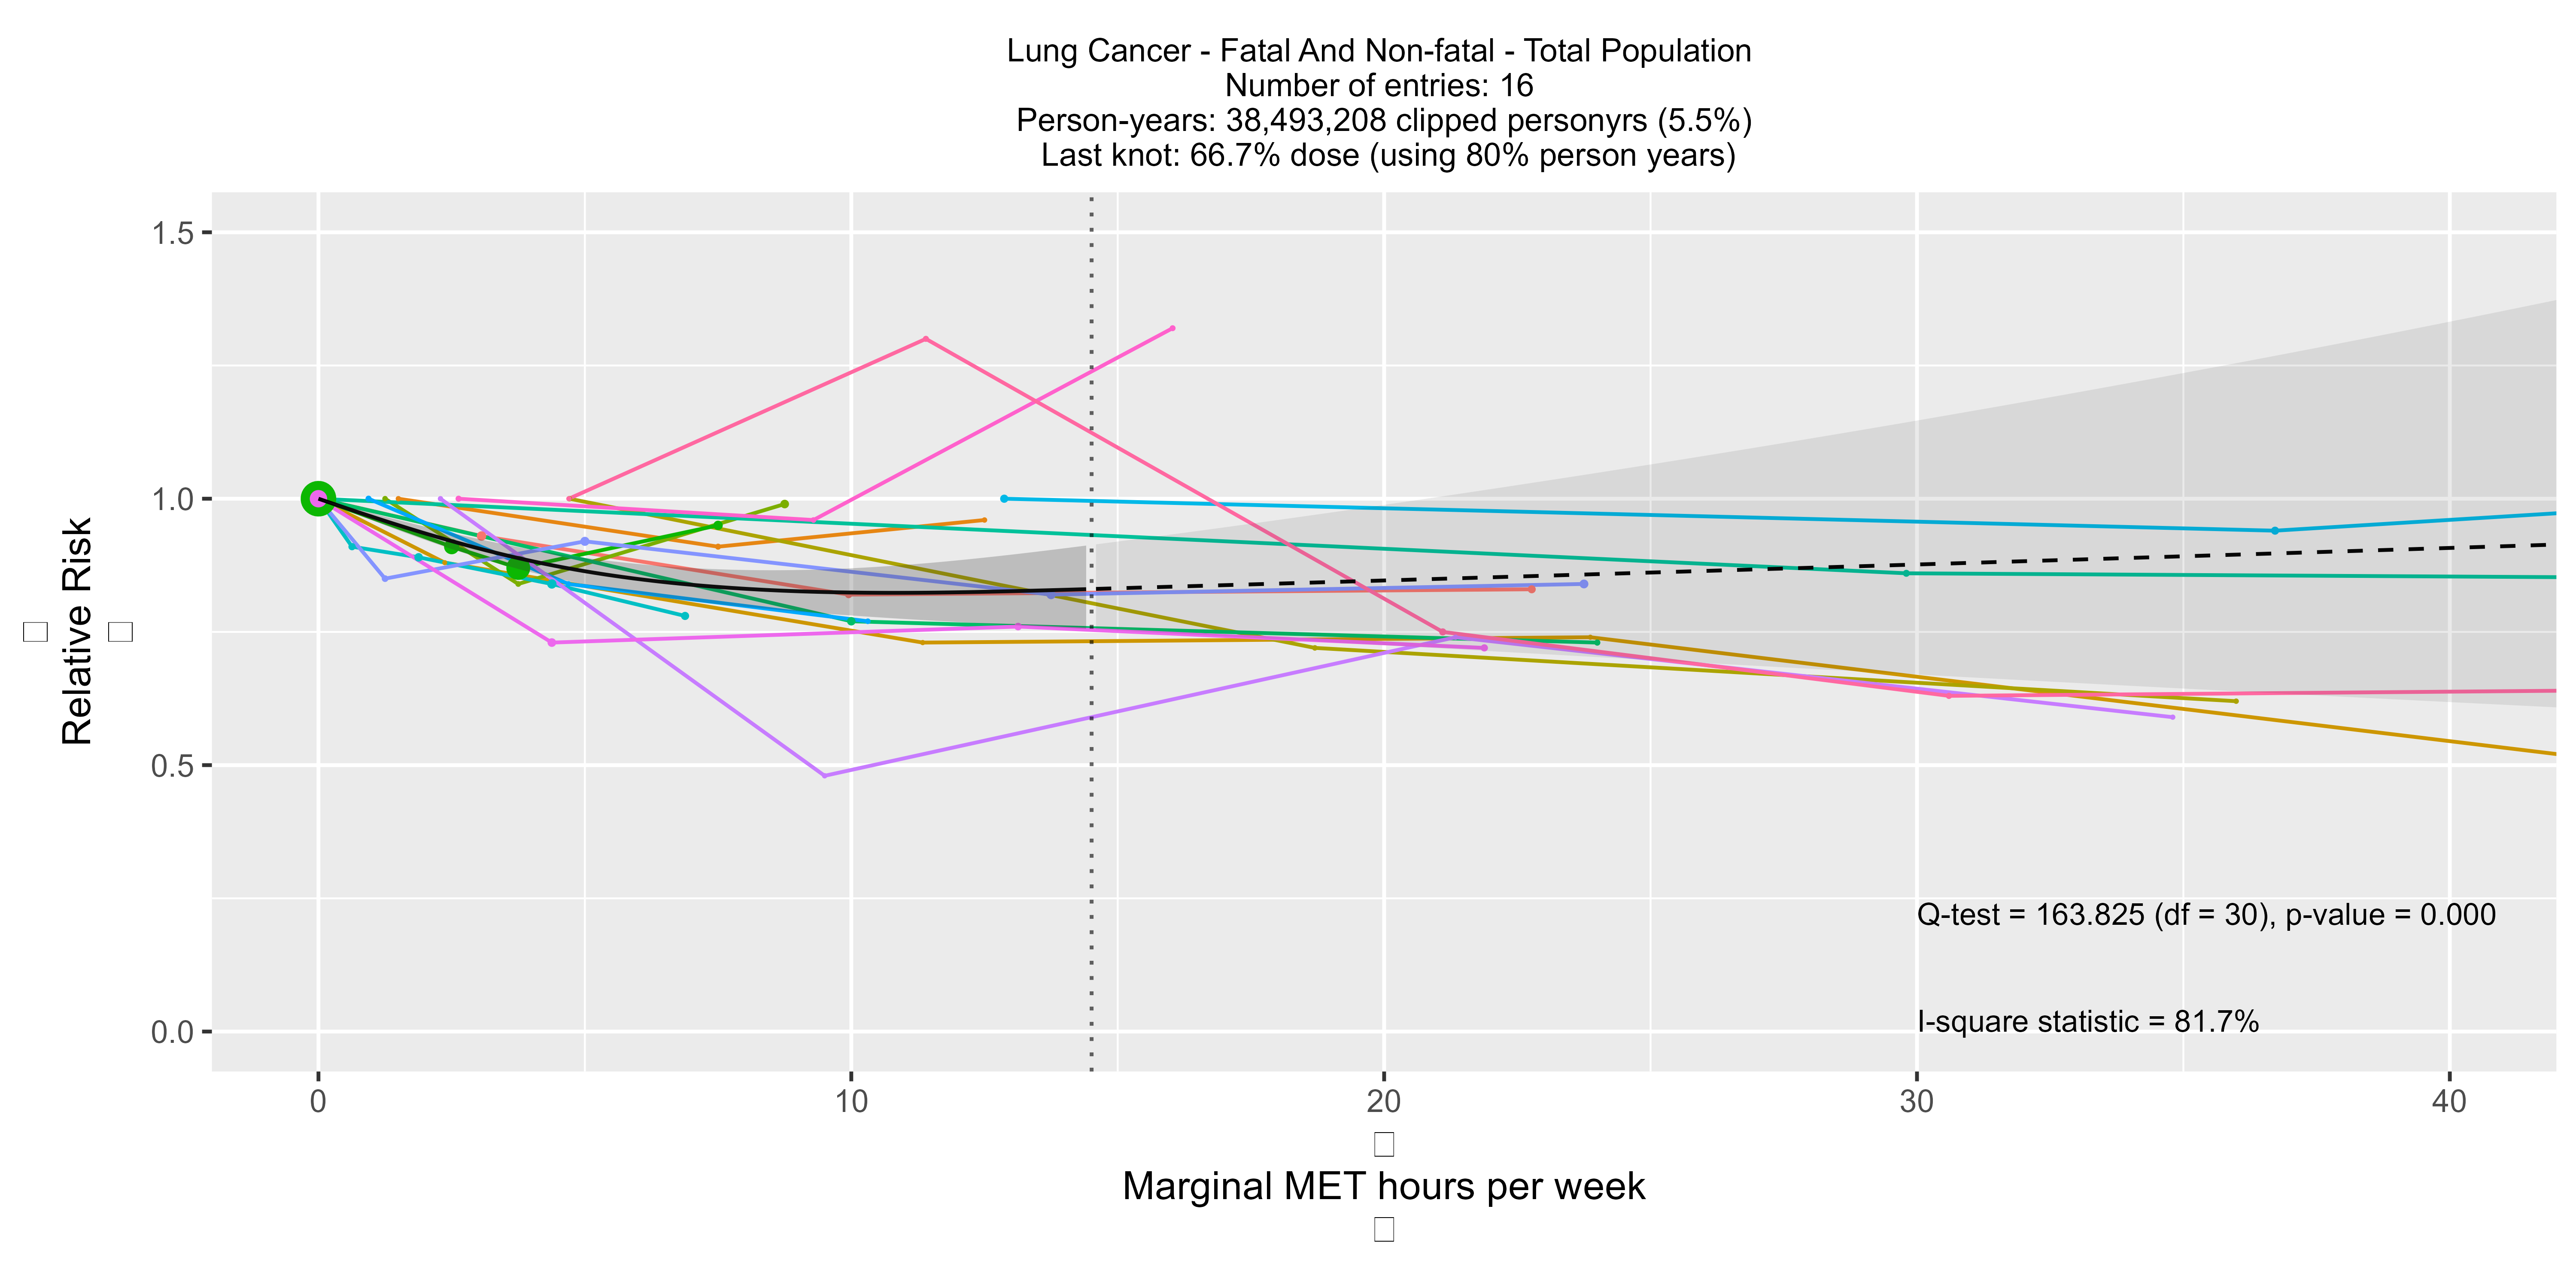 Lung Cancer - Fatal And Non-fatal - Total Population
Number of entries: 16
Person-years: 38,493,208 clipped personyrs (5.5%)
Last knot: 66.7% dose (using 80% person years)
1.5
1.0
0.5
0.0
Relative Risk
Q-test = 163.825 (df = 30), p-value = 0.000
I-square statistic = 81.7%
0 10 20 30 40
Marginal MET hours per week